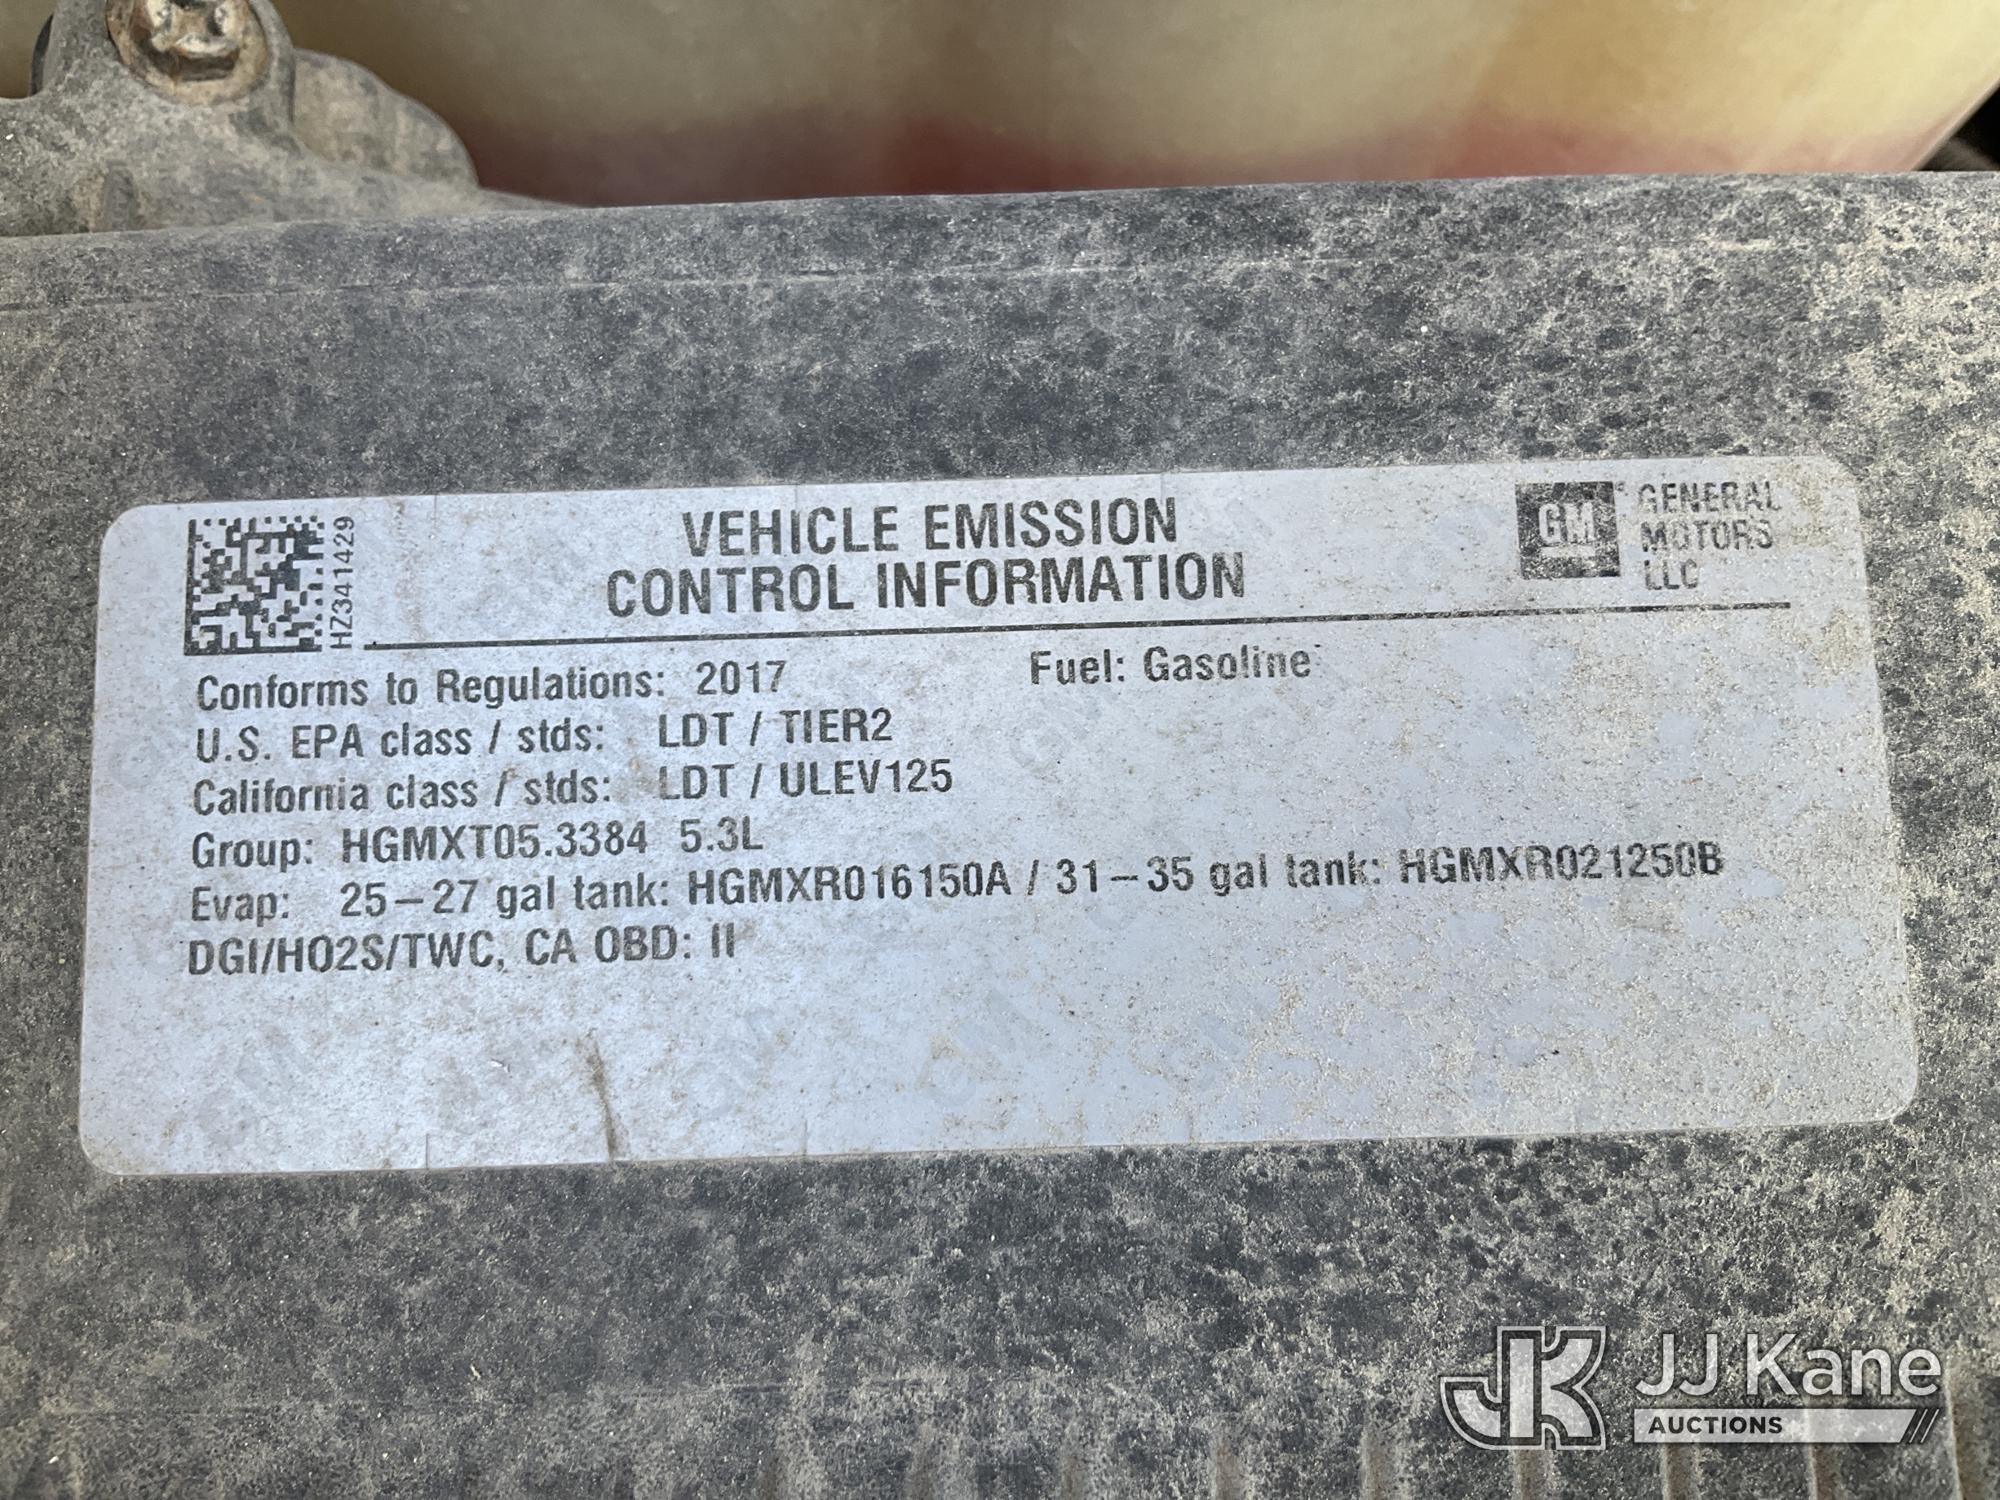 HZ341429
VEHICLE EMISSION
CONTROL INFORMATION
GM
GENERAL
MOTORS
LLC
Conforms to Regulations: 2017 Fuel: Gasoline
U.S. EPA class / stds: LDT / TIER2
California class / stds: LDT / ULEV125
Group: HGMXT05.3384 5.3L
Evap: 25–27 gal tank: HGMXR016150A / 31–35 gal tank: HGMXR021250B
DGI/HO2S/TWC, CA OBD: II
JK JJ Kane
AUCTIONS